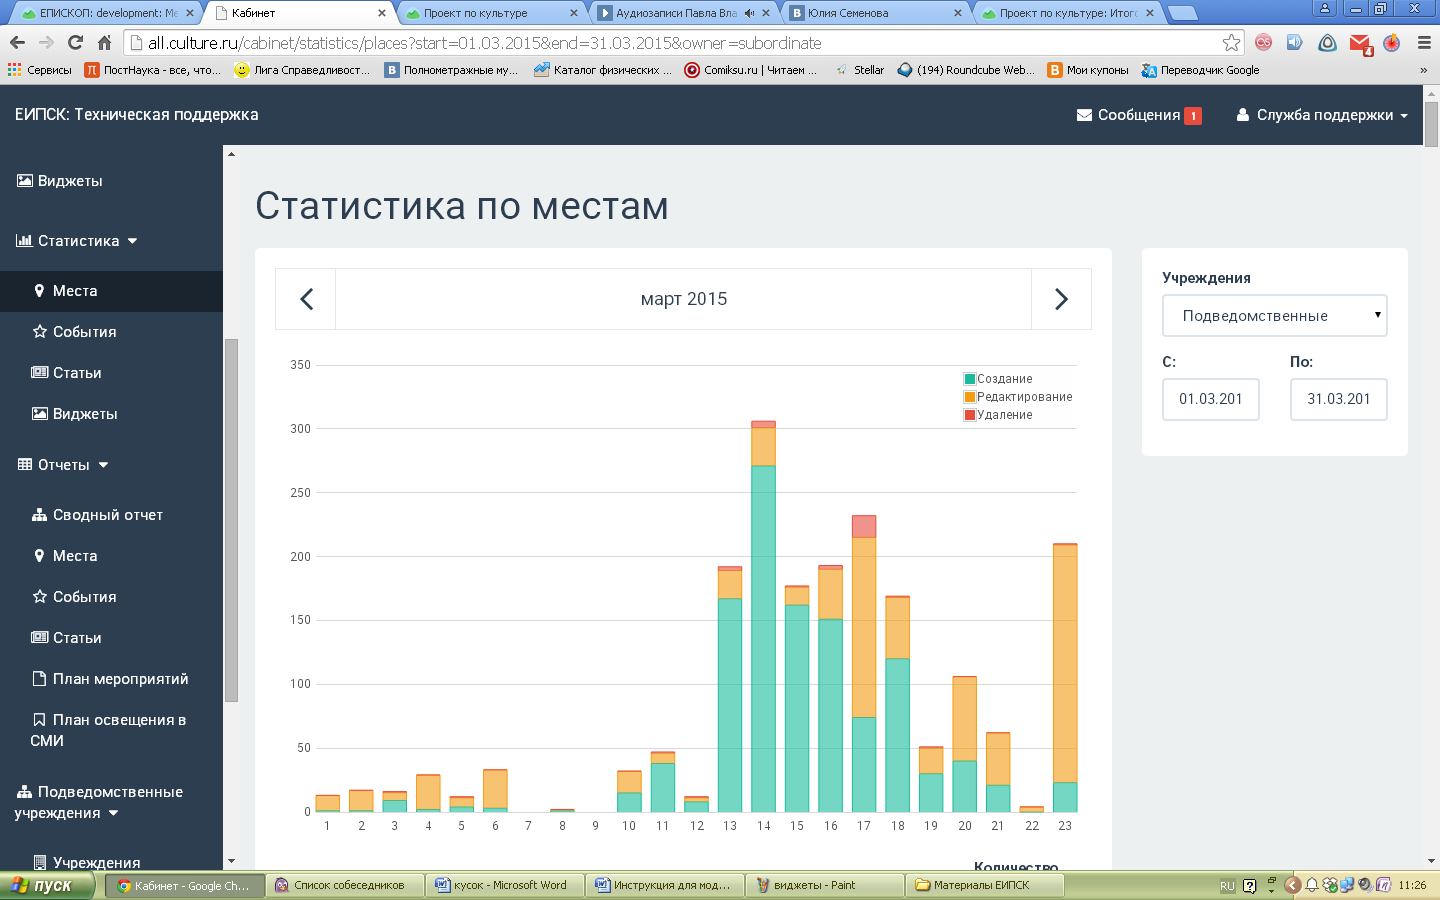 ЕПИСКОП: development: Ме
Кабинет
Проект по культуре
Аудиозаписи Павла Вла
Юлия Семенова
Проект по культуре: Итог
all.culture.ru/cabinet/statistics/places?start=01.03.2015&end=31.03.2015&owner=subordinate
4
Сервисы
ПостНаука - все, что...
Лига Справедливост...
Полнометражные му...
Каталог физических ...
Comiksu.ru | Читаем ...
Stellar
(194) Roundcube Web...
Мои купоны
Переводчик Google
»
ЕИПСК: Техническая поддержка
Сообщения 1
Служба поддержки
Виджеты
Статистика
Места
События
Статьи
Виджеты
Отчеты
Сводный отчет
Места
События
Статьи
План мероприятий
План освещения в
СМИ
Подведомственные
учреждения
Учреждения
Статистика по местам
март 2015
350
300
250
200
150
100
50
0
Создание
Редактирование
Удаление
1 2 3 4 5 6 7 8 9 10 11 12 13 14 15 16 17 18 19 20 21 22 23
Количество
Учреждения
Подведомственные
С: По:
01.03.201 31.03.201
пуск
Кабинет - Google Ch...
Список собеседников
кусок - Microsoft Word
Инструкция для мод...
виджеты - Paint
Материалы ЕИПСК
RU
11:26